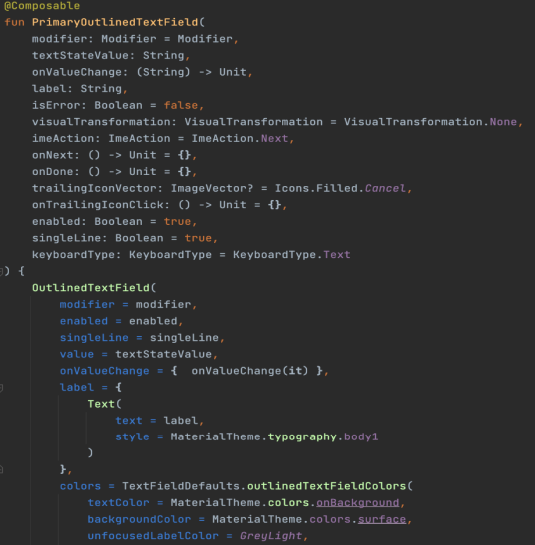 @Composable
fun PrimaryOutlinedTextField(
    modifier: Modifier = Modifier,
    textStateValue: String,
    onValueChange: (String) -> Unit,
    label: String,
    isError: Boolean = false,
    visualTransformation: VisualTransformation = VisualTransformation.None,
    imeAction: ImeAction = ImeAction.Next,
    onNext: () -> Unit = {},
    onDone: () -> Unit = {},
    trailingIconVector: ImageVector? = Icons.Filled.Cancel,
    onTrailingIconClick: () -> Unit = {},
    enabled: Boolean = true,
    singleLine: Boolean = true,
    keyboardType: KeyboardType = KeyboardType.Text
) {
    OutlinedTextField(
        modifier = modifier,
        enabled = enabled,
        singleLine = singleLine,
        value = textStateValue,
        onValueChange = {  onValueChange(it) },
        label = {
            Text(
                text = label,
                style = MaterialTheme.typography.body1
            )
        },
        colors = TextFieldDefaults.outlinedTextFieldColors(
            textColor = MaterialTheme.colors.onBackground,
            backgroundColor = MaterialTheme.colors.surface,
            unfocusedLabelColor = GreyLight,